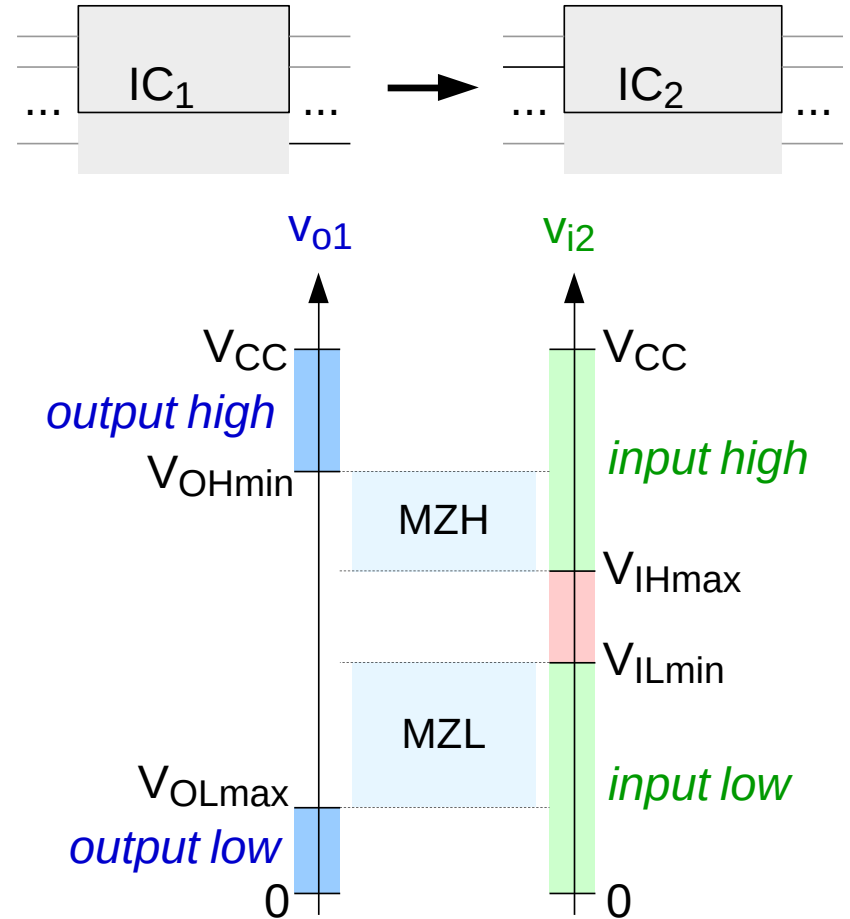 IC1
IC2
... ... ... ...
vo1
vi2
VCC
VCC
output high
input high
VOHmin
MZH
VIHmax
VILmin
MZL
VOLmax
input low
output low
0
0